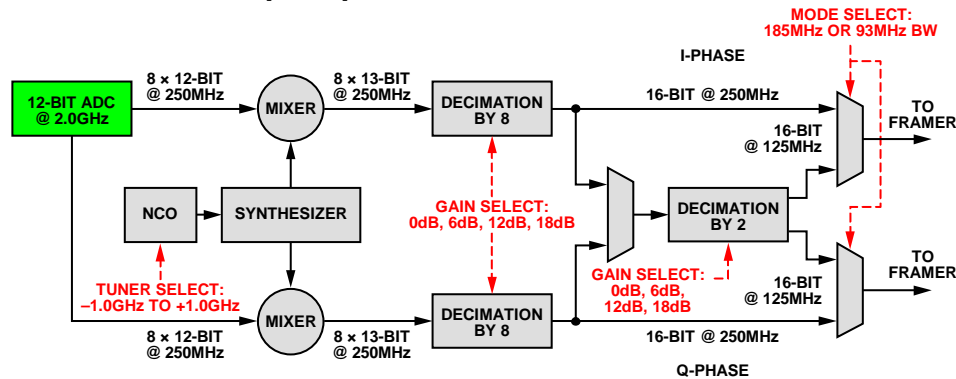 MODE SELECT:
185MHz OR 93MHz BW
I-PHASE
8 × 12-BIT
@ 250MHz
8 × 13-BIT
@ 250MHz
12-BIT ADC
@ 2.0GHz
MIXER
DECIMATION
BY 8
16-BIT @ 250MHz
TO
FRAMER
16-BIT
@ 125MHz
NCO
SYNTHESIZER
GAIN SELECT:
0dB, 6dB, 12dB, 18dB
DECIMATION
BY 2
TUNER SELECT:
–1.0GHz TO +1.0GHz
GAIN SELECT:
0dB, 6dB,
12dB, 18dB
16-BIT
@ 125MHz
TO
FRAMER
MIXER
DECIMATION
BY 8
8 × 12-BIT
@ 250MHz
8 × 13-BIT
@ 250MHz
16-BIT @ 250MHz
Q-PHASE